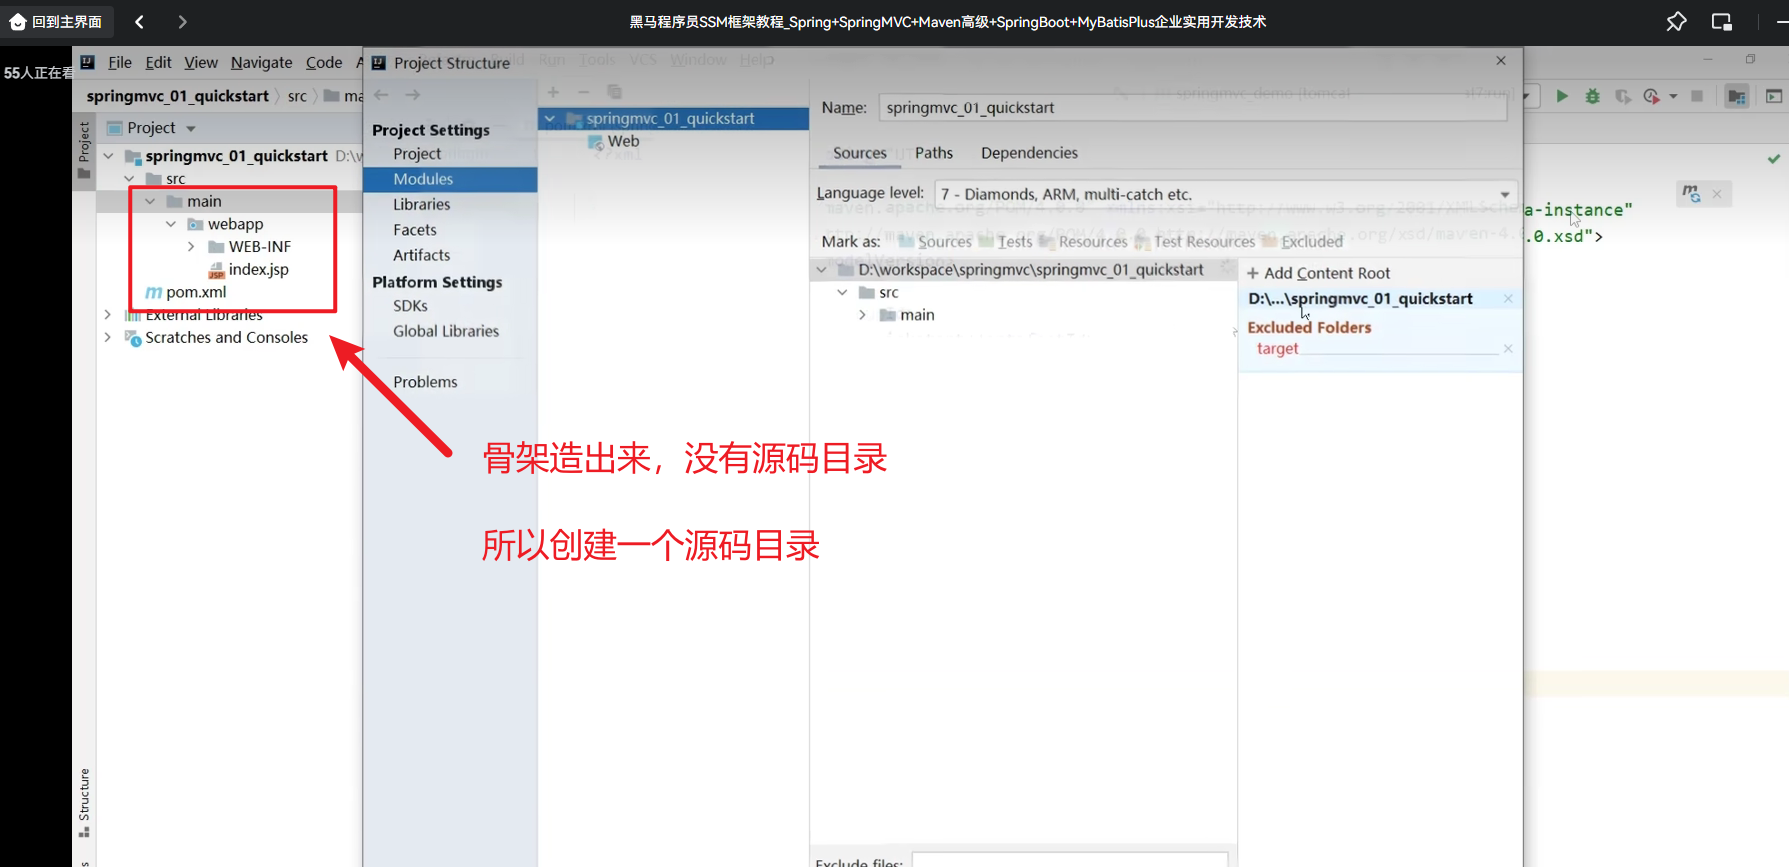 回到主界面
黑马程序员SSM框架教程_Spring+SpringMVC+Maven高级+SpringBoot+MyBatisPlus企业实用开发技术
55人正在看
File Edit View Navigate Code
Project Structure
Run Tools VCS Window Help
springmvc_01_quickstart
src
springmvc_demo [tomcat
Project
Project
springmvc_01_quickstart
src
main
webapp
WEB-INF
index.jsp
pom.xml
External Libraries
Scratches and Consoles
Structure
Project Settings
Project
Modules
Libraries
Facets
Artifacts
Platform Settings
SDKs
Global Libraries
Problems
springmvc_01_quickstart
Web
Name: springmvc_01_quickstart
Sources Paths Dependencies
Language level: 7 - Diamonds, ARM, multi-catch etc.
Mark as: Sources Tests Resources Test Resources Excluded
D:\workspace\springmvc\springmvc_01_quickstart
src
main
+ Add Content Root
D:\...\springmvc_01_quickstart
Excluded Folders
target
a-instance"
.0.xsd">
骨架造出来，没有源码目录
所以创建一个源码目录
Exclude files: